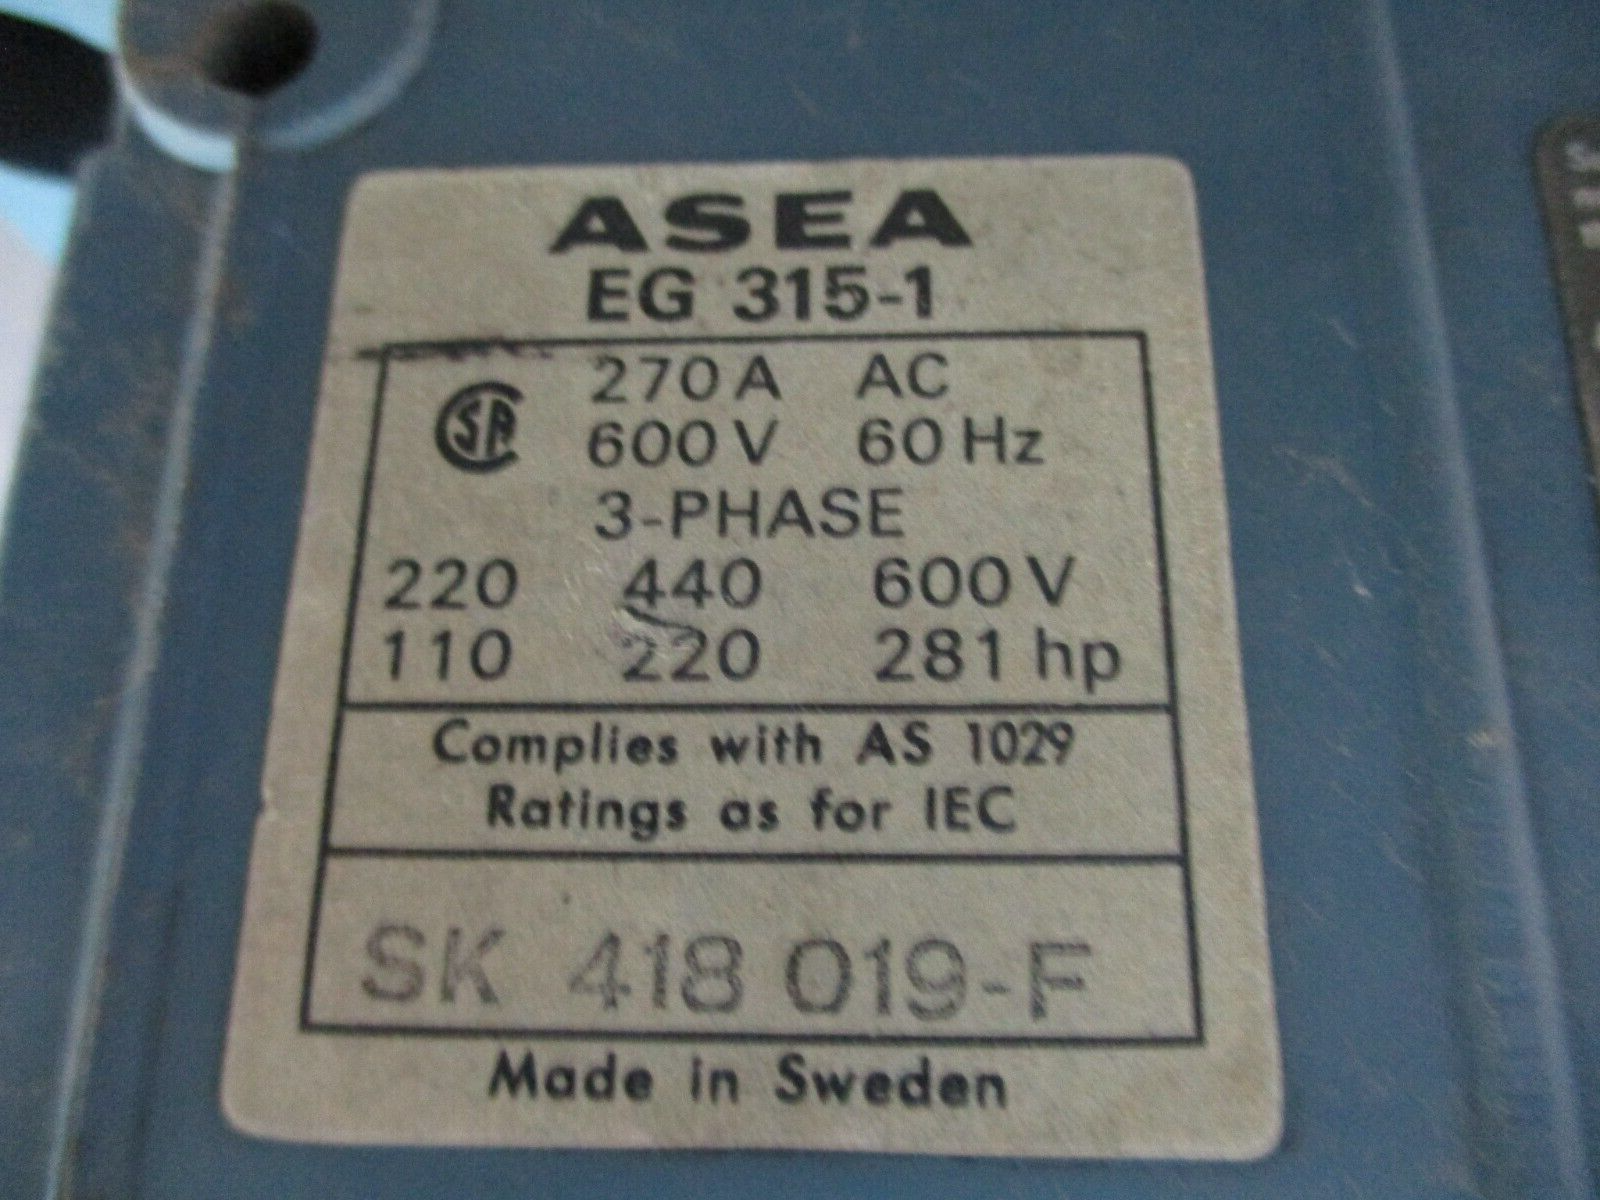 ASEA
EG 315-1
270 A AC
SA 600 V 60 Hz
3-PHASE
220 440 600 V
110 220 281 hp
Complies with AS 1029
Ratings as for IEC
SK 418 019-F
Made in Sweden